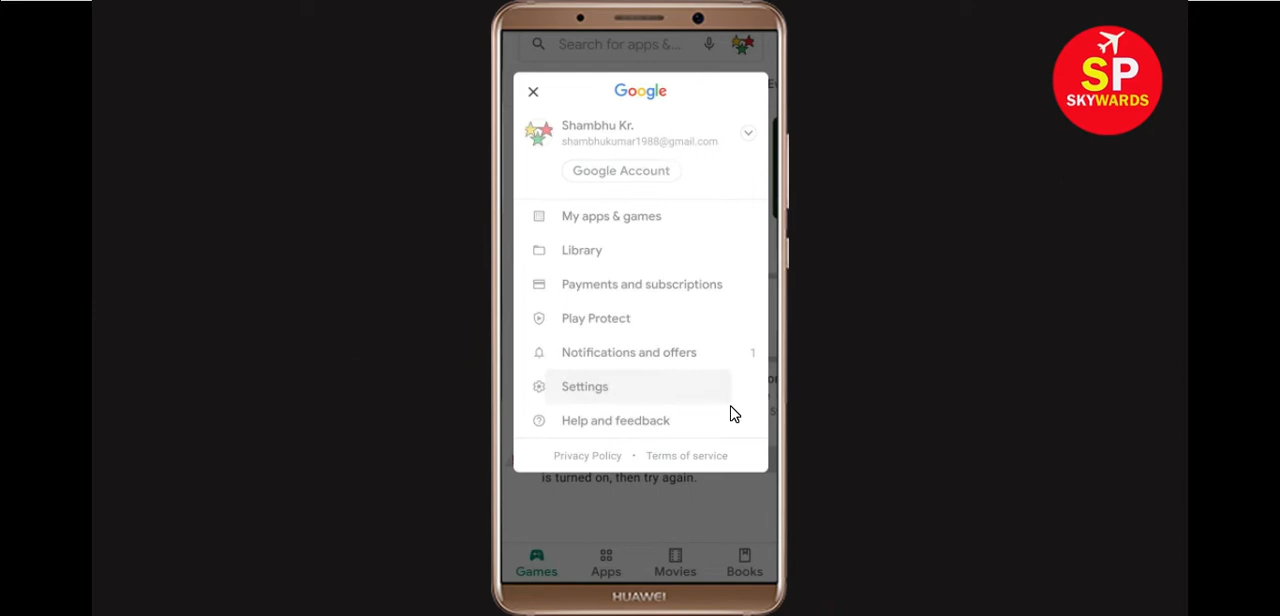 Search for apps &...
SP
SKYWARDS
Google
Shambhu Kr.
shambhukumar1988@gmail.com
Google Account
My apps & games
Library
Payments and subscriptions
Play Protect
Notifications and offers 1
Settings
Help and feedback
Privacy Policy • Terms of service
is turned on, then try again.
Games Apps Movies Books
HUAWEI